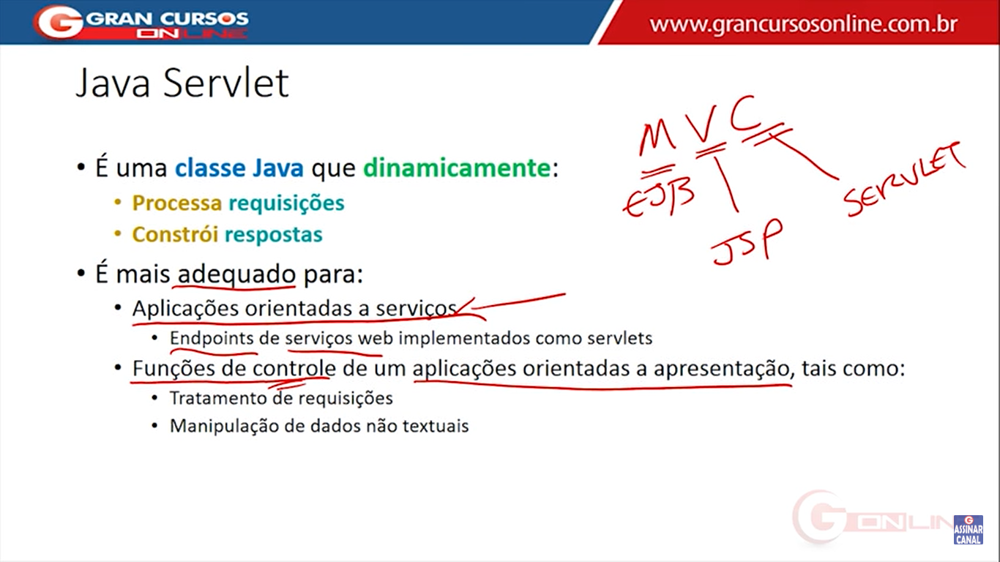 GRAN CURSOS
ONLINE
www.grancursosonline.com.br
Java Servlet
M V C
EJB
JSP
SERVLET
• É uma classe Java que dinamicamente:
• Processa requisições
• Constrói respostas
• É mais adequado para:
• Aplicações orientadas a serviços
• Endpoints de serviços web implementados como servlets
• Funções de controle de um aplicações orientadas a apresentação, tais como:
• Tratamento de requisições
• Manipulação de dados não textuais
G ONLIN
G
ASSINAR
CANAL